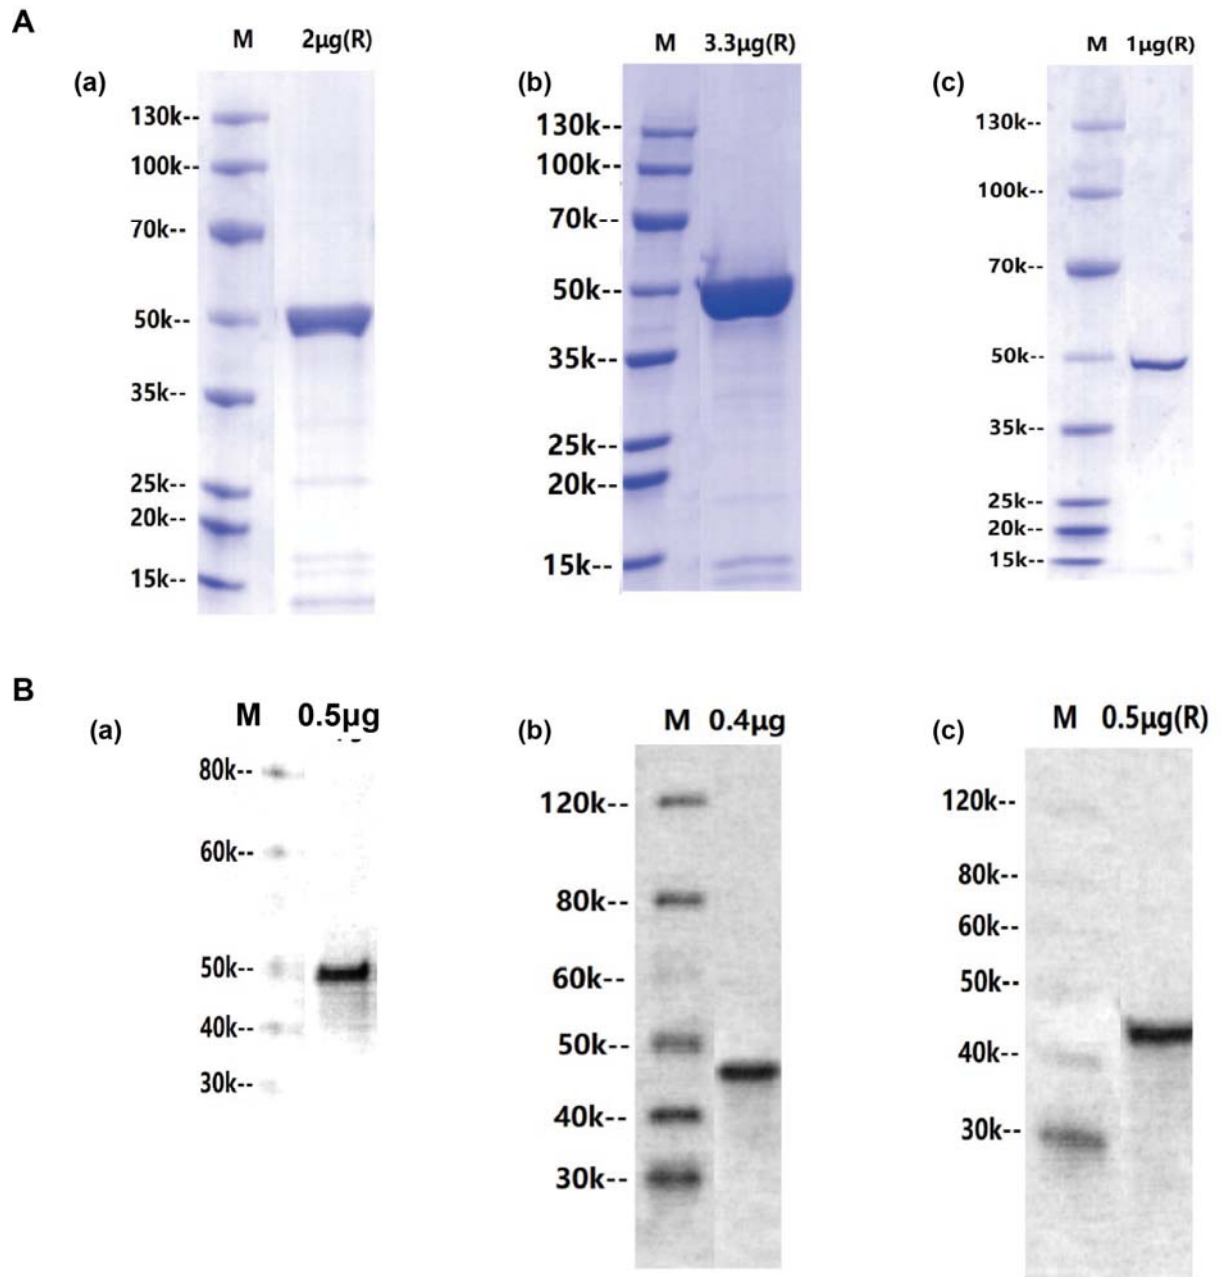 A
M 2μg(R)
(a)
130k--
100k--
70k--
50k--
35k--
25k--
20k--
15k--
M 3.3μg(R)
(b)
130k--
100k--
70k--
50k--
35k--
25k--
20k--
15k--
M 1μg(R)
(c)
130k--
100k--
70k--
50k--
35k--
25k--
20k--
15k--
B
M 0.5μg
(a)
80k--
60k--
50k--
40k--
30k--
M 0.4μg
(b)
120k--
80k--
60k--
50k--
40k--
30k--
M 0.5μg(R)
(c)
120k--
80k--
60k--
50k--
40k--
30k--